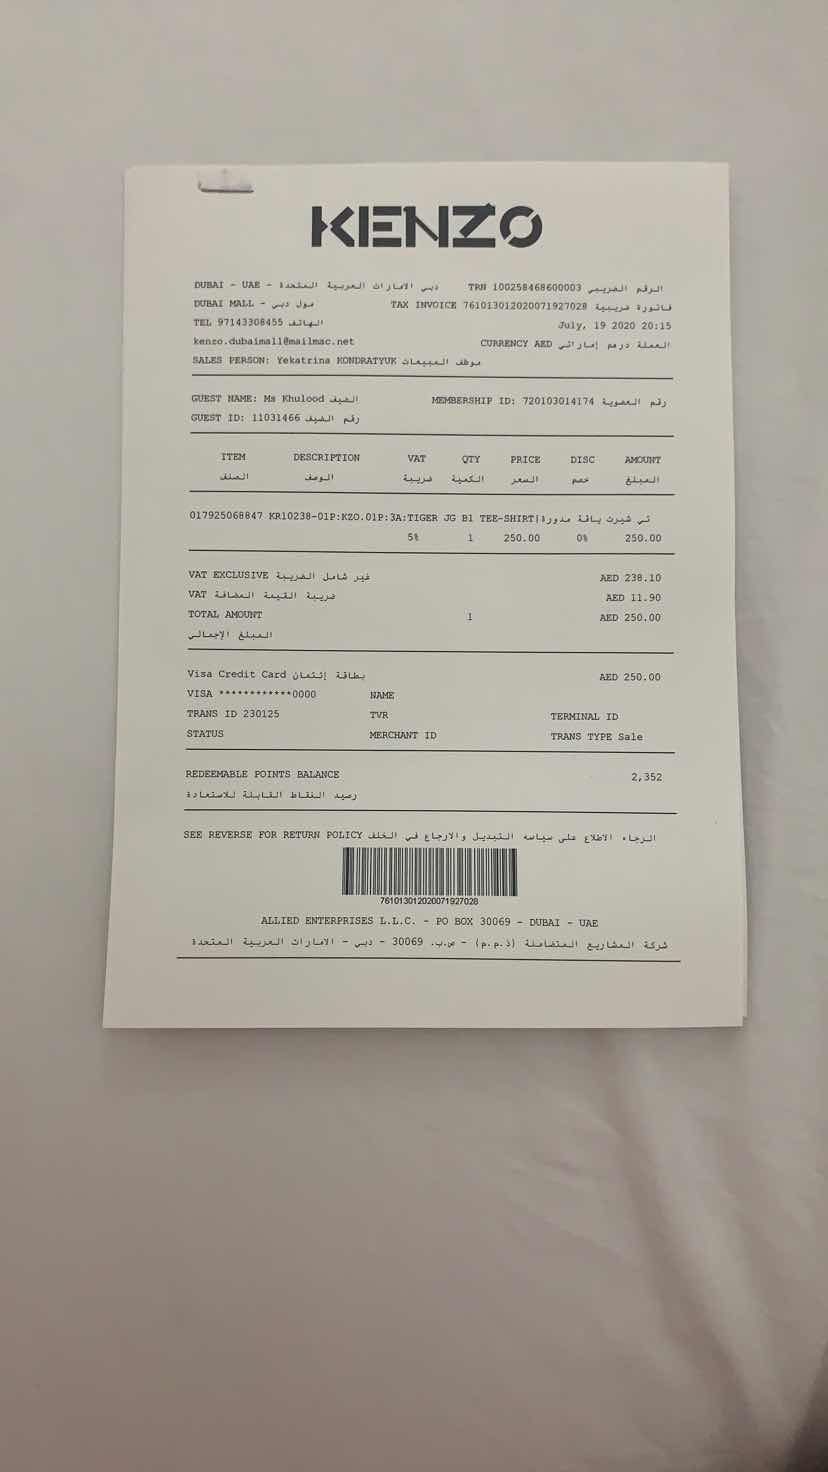 KENZO
DUBAI - UAE - دبي الامارات العربية المتحدة TRN 100258468600003 الرقم الضريبي
DUBAI MALL - مول دبي TAX INVOICE 761013012020071927028 فاتورة ضريبية
TEL 97143308455 الهاتف July, 19 2020 20:15
kenzo.dubaimall@mailmac.net CURRENCY AED العملة درهم إماراتي
SALES PERSON: Yekatrina KONDRATYUK موظف المبيعات
GUEST NAME: Ms Khulood الضيف MEMBERSHIP ID: 720103014174 رقم العضوية
GUEST ID: 11031466 رقم الضيف
ITEM DESCRIPTION VAT QTY PRICE DISC AMOUNT
الصنف الوصف ضريبة الكمية السعر خصم المبلغ
017925068847 KR10238-01P:KZO.01P:3A:TIGER JG B1 TEE-SHIRT|تي شيرت ياقة مدورة
5% 1 250.00 0% 250.00
VAT EXCLUSIVE غير شامل الضريبة AED 238.10
VAT ضريبة القيمة المضافة AED 11.90
TOTAL AMOUNT 1 AED 250.00
المبلغ الإجمالي
Visa Credit Card بطاقة إئتمان AED 250.00
VISA ************0000 NAME
TRANS ID 230125 TVR TERMINAL ID
STATUS MERCHANT ID TRANS TYPE Sale
REDEEMABLE POINTS BALANCE 2,352
رصيد النقاط القابلة للاستعادة
SEE REVERSE FOR RETURN POLICY الرجاء الاطلاع على سياسه التبديل والارجاع في الخلف
761013012020071927028
ALLIED ENTERPRISES L.L.C. - PO BOX 30069 - DUBAI - UAE
شركة المشاريع المتضاملة (ذ.م.م) - ص.ب. 30069 - دبي - الامارات العربية المتحدة